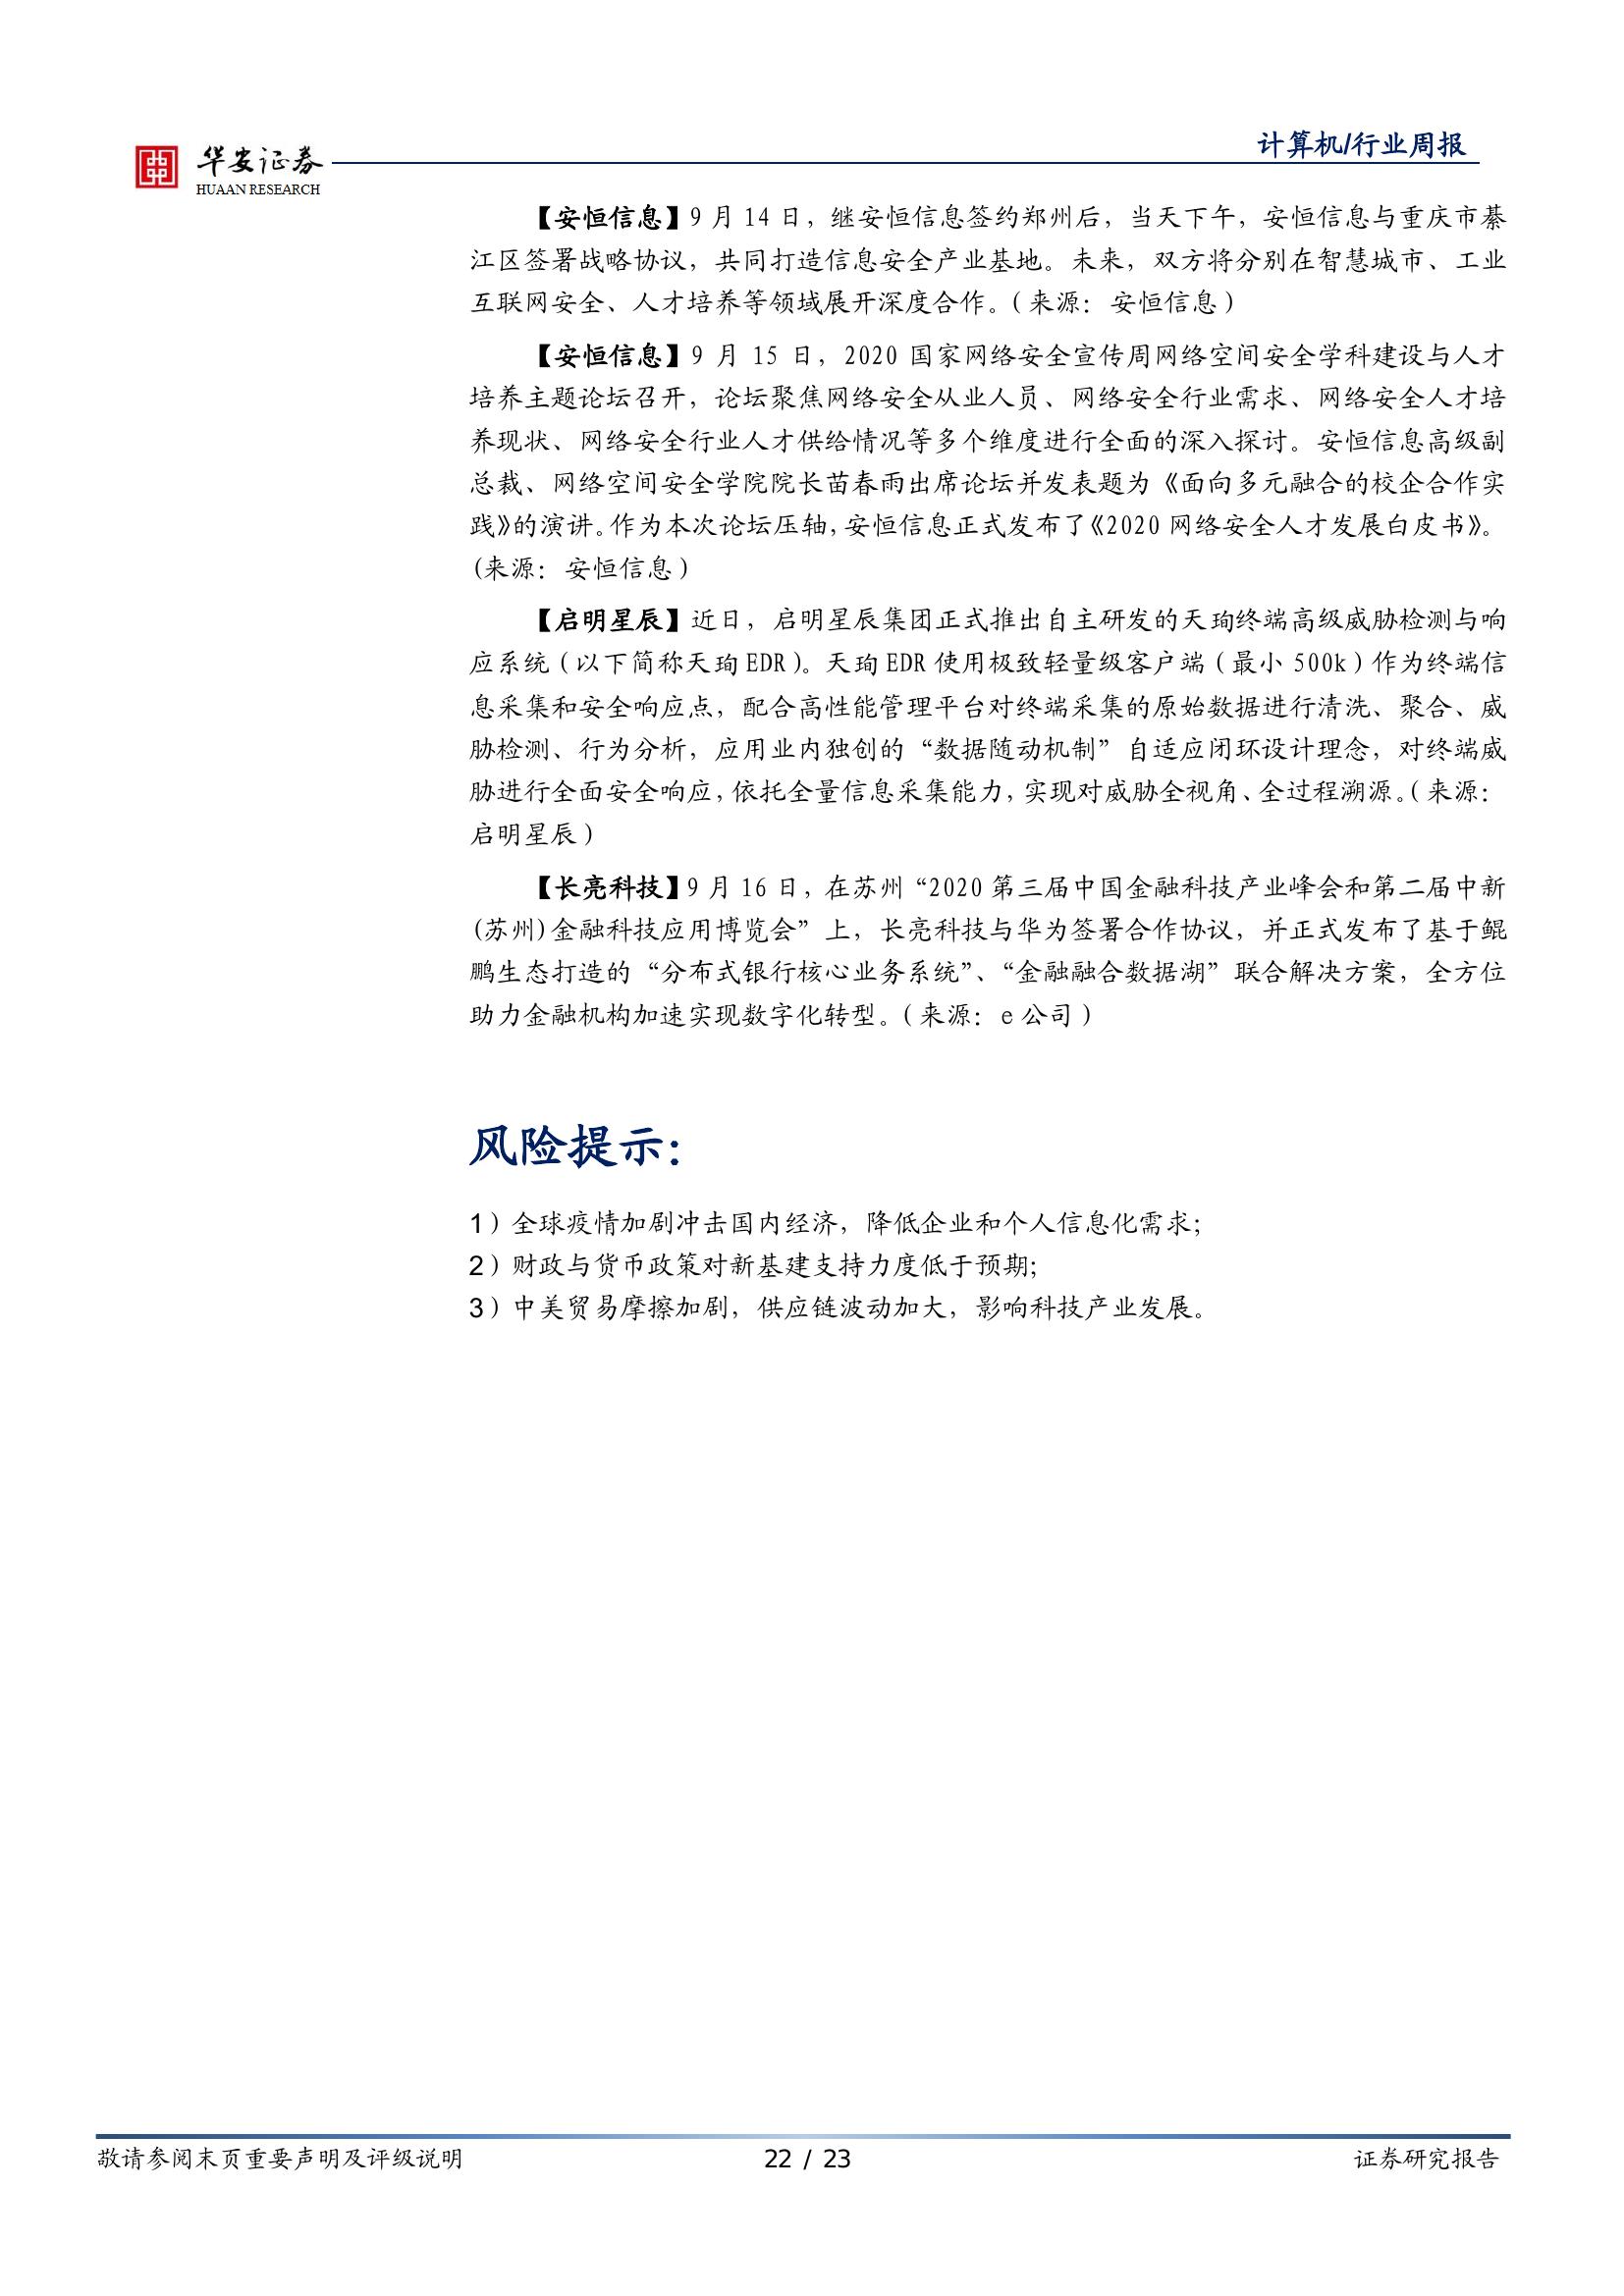 华安证券
HUAAN RESEARCH
计算机/行业周报
【安恒信息】9 月 14 日，继安恒信息签约郑州后，当天下午，安恒信息与重庆市綦
江区签署战略协议，共同打造信息安全产业基地。未来，双方将分别在智慧城市、工业
互联网安全、人才培养等领域展开深度合作。（来源：安恒信息）
【安恒信息】9 月 15 日，2020 国家网络安全宣传周网络空间安全学科建设与人才
培养主题论坛召开，论坛聚焦网络安全从业人员、网络安全行业需求、网络安全人才培
养现状、网络安全行业人才供给情况等多个维度进行全面的深入探讨。安恒信息高级副
总裁、网络空间安全学院院长苗春雨出席论坛并发表题为《面向多元融合的校企合作实
践》的演讲。作为本次论坛压轴，安恒信息正式发布了《2020 网络安全人才发展白皮书》。
（来源：安恒信息）
【启明星辰】近日，启明星辰集团正式推出自主研发的天珣终端高级威胁检测与响
应系统（以下简称天珣 EDR）。天珣 EDR 使用极致轻量级客户端（最小 500k）作为终端信
息采集和安全响应点，配合高性能管理平台对终端采集的原始数据进行清洗、聚合、威
胁检测、行为分析，应用业内独创的“数据随动机制”自适应闭环设计理念，对终端威
胁进行全面安全响应，依托全量信息采集能力，实现对威胁全视角、全过程溯源。（来源：
启明星辰）
【长亮科技】9 月 16 日，在苏州“2020 第三届中国金融科技产业峰会和第二届中新
(苏州)金融科技应用博览会”上，长亮科技与华为签署合作协议，并正式发布了基于鲲
鹏生态打造的“分布式银行核心业务系统”、“金融融合数据湖”联合解决方案，全方位
助力金融机构加速实现数字化转型。（来源：e 公司）
风险提示：
1）全球疫情加剧冲击国内经济，降低企业和个人信息化需求；
2）财政与货币政策对新基建支持力度低于预期；
3）中美贸易摩擦加剧，供应链波动加大，影响科技产业发展。
敬请参阅末页重要声明及评级说明
22 / 23
证券研究报告